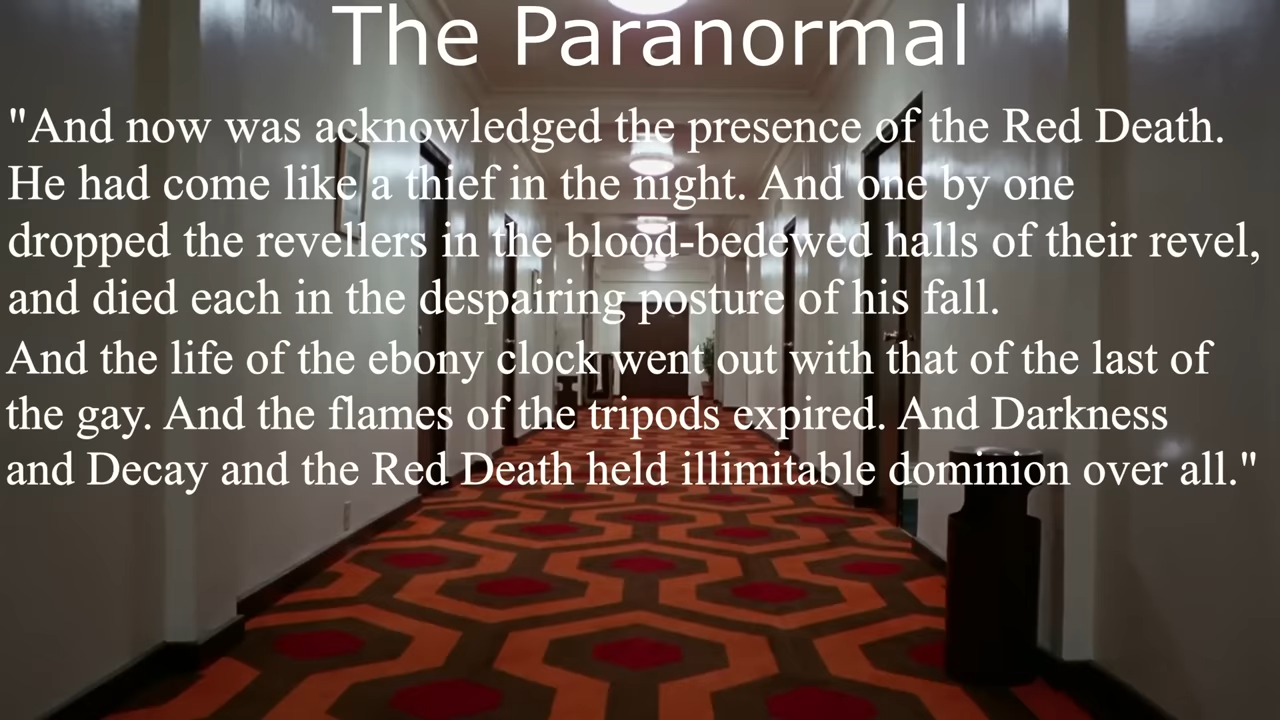 The Paranormal
"And now was acknowledged the presence of the Red Death.
He had come like a thief in the night. And one by one
dropped the revellers in the blood-bedewed halls of their revel,
and died each in the despairing posture of his fall.
And the life of the ebony clock went out with that of the last of
the gay. And the flames of the tripods expired. And Darkness
and Decay and the Red Death held illimitable dominion over all."